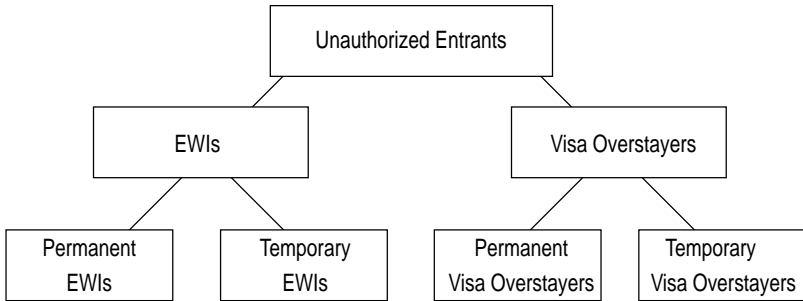 Unauthorized Entrants
EWIs
Visa Overstayers
Permanent
EWIs
Temporary
EWIs
Permanent
Visa Overstayers
Temporary
Visa Overstayers